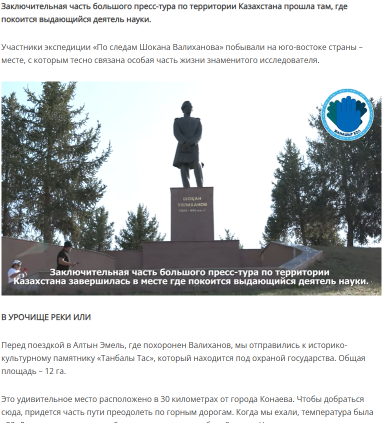 Заключительная часть большого пресс-тура по территории Казахстана прошла там, где
покоится выдающийся деятель науки.
Участники экспедиции «По следам Шокана Валиханова» побывали на юго-востоке страны –
месте, с которым тесно связана особая часть жизни знаменитого исследователя.
ШОКАН
УАЛИХАНОВ
Заключительная часть большого пресс-тура по территории
Казахстана завершилась в месте где покоится выдающийся деятель науки.
В УРОЧИЩЕ РЕКИ ИЛИ
Перед поездкой в Алтын Эмель, где похоронен Валиханов, мы отправились к историко-
культурному памятнику «Танбалы Тас», который находится под охраной государства. Общая
площадь – 12 га.
Это удивительное место расположено в 30 километрах от города Конаева. Чтобы добраться
сюда, придется часть пути преодолеть по горным дорогам. Когда мы ехали, температура была